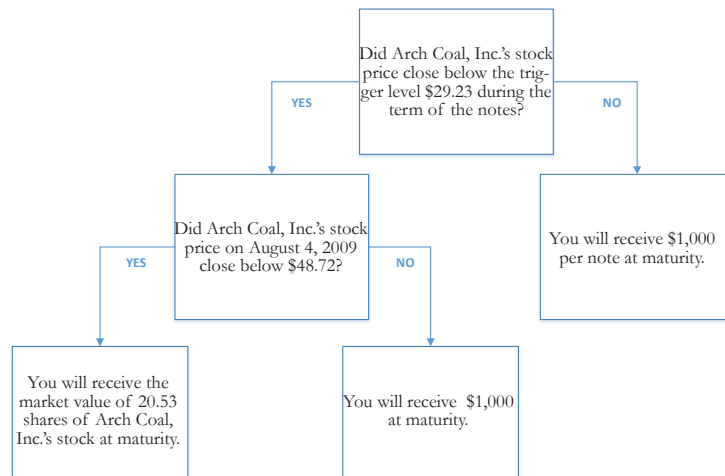 Did Arch Coal, Inc.'s stock
price close below the trig-
ger level $29.23 during the
term of the notes?
YES
NO
Did Arch Coal, Inc.'s stock
price on August 4, 2009
close below $48.72?
You will receive $1,000
per note at maturity.
YES
NO
You will receive the
market value of 20.53
shares of Arch Coal,
Inc.'s stock at maturity.
You will receive $1,000
at maturity.